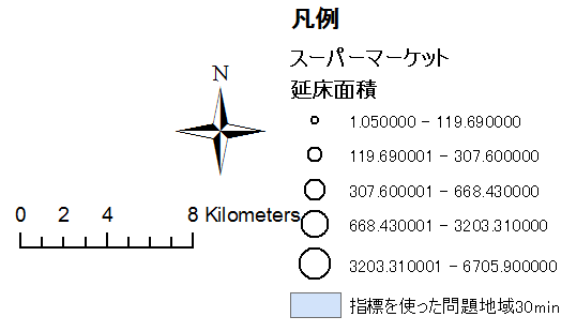 凡例
スーパーマーケット
延床面積
1.050000 - 119.690000
119.690001 - 307.600000
307.600001 - 668.430000
668.430001 - 3203.310000
3203.310001 - 6705.900000
指標を使った問題地域30min
N
0 2 4 8 Kilometers